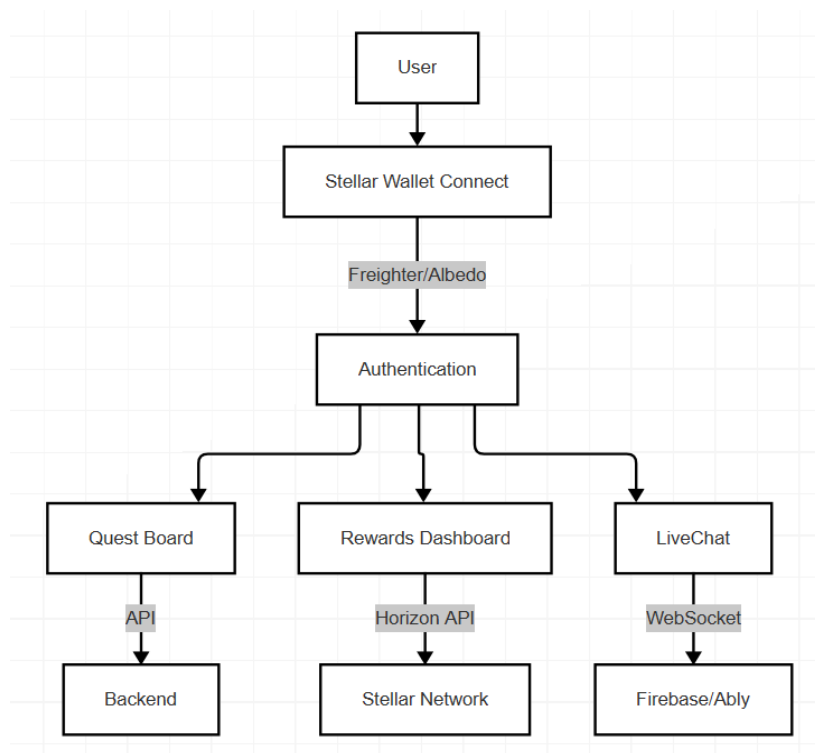 User
Stellar Wallet Connect
Freighter/Albedo
Authentication
Quest Board
Rewards Dashboard
LiveChat
API
Horizon API
WebSocket
Backend
Stellar Network
Firebase/Ably